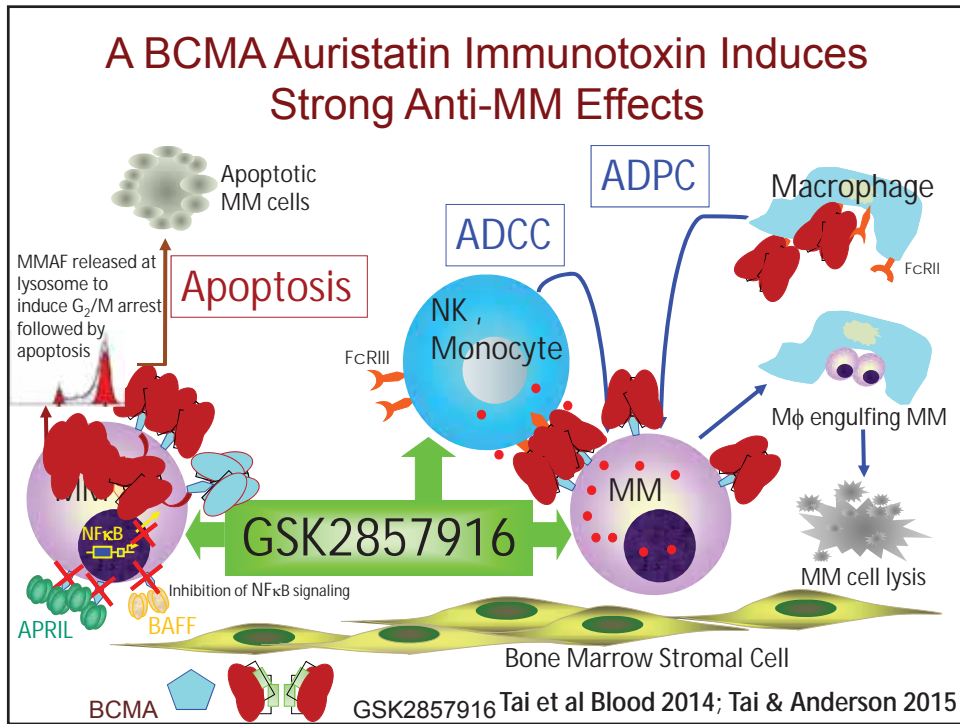 A BCMA Auristatin Immunotoxin Induces
Strong Anti-MM Effects
Apoptotic
MM cells
ADCC
ADPC
Macrophage
FcRII
MMAF released at
lysosome to
induce G₂/M arrest
followed by
apoptosis
Apoptosis
NK ,
Monocyte
FcRIII
Mφ engulfing MM
MM
MM
NFκB
GSK2857916
MM cell lysis
Inhibition of NFκB signaling
APRIL
BAFF
Bone Marrow Stromal Cell
BCMA
GSK2857916
Tai et al Blood 2014; Tai & Anderson 2015